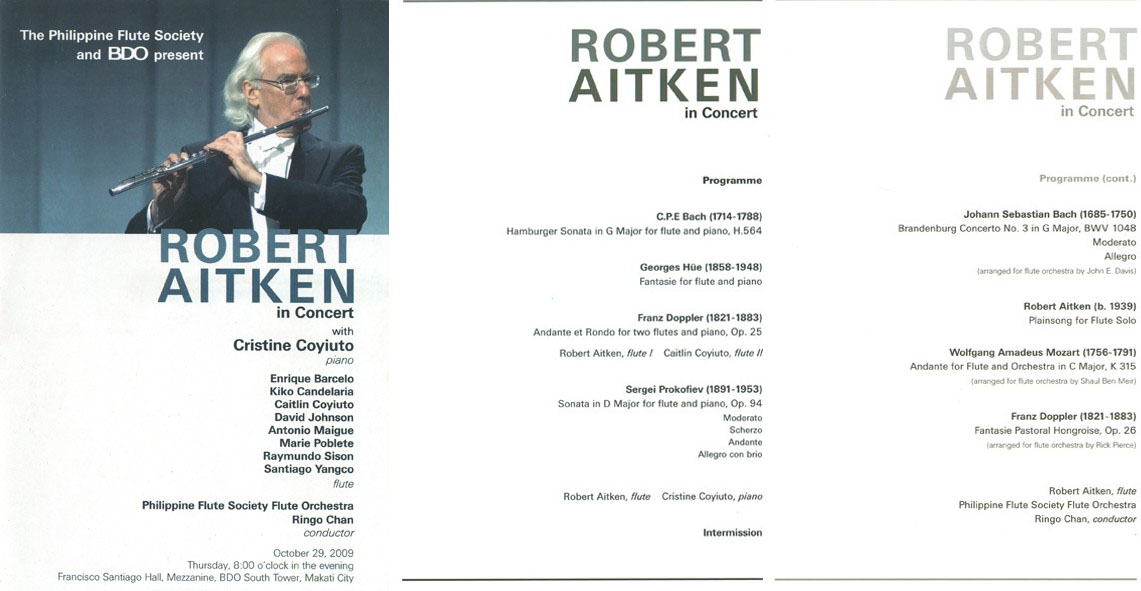 The Philippine Flute Society
and BDO present
ROBERT
AITKEN
in Concert
with
Cristine Coyiuto
piano
Enrique Barcelo
Kiko Candelaria
Caitlin Coyiuto
David Johnson
Antonio Maigue
Marie Poblete
Raymundo Sison
Santiago Yangco
flute
Philippine Flute Society Flute Orchestra
Ringo Chan
conductor
October 29, 2009
Thursday, 8:00 o'clock in the evening
Francisco Santiago Hall, Mezzanine, BDO South Tower, Makati City
ROBERT
AITKEN
in Concert
Programme
C.P.E Bach (1714-1788)
Hamburger Sonata in G Major for flute and piano, H.564
Georges Hüe (1858-1948)
Fantasie for flute and piano
Franz Doppler (1821-1883)
Andante et Rondo for two flutes and piano, Op. 25
Robert Aitken, flute I Caitlin Coyiuto, flute II
Sergei Prokofiev (1891-1953)
Sonata in D Major for flute and piano, Op. 94
Moderato
Scherzo
Andante
Allegro con brio
Robert Aitken, flute Cristine Coyiuto, piano
Intermission
ROBERT
AITKEN
in Concert
Programme (cont.)
Johann Sebastian Bach (1685-1750)
Brandenburg Concerto No. 3 in G Major, BWV 1048
Moderato
Allegro
(arranged for flute orchestra by John E. Davis)
Robert Aitken (b. 1939)
Plainsong for Flute Solo
Wolfgang Amadeus Mozart (1756-1791)
Andante for Flute and Orchestra in C Major, K 315
(arranged for flute orchestra by Shaul Ben Meir)
Franz Doppler (1821-1883)
Fantasie Pastoral Hongroise, Op. 26
(arranged for flute orchestra by Rick Pierce)
Robert Aitken, flute
Philippine Flute Society Flute Orchestra
Ringo Chan, conductor